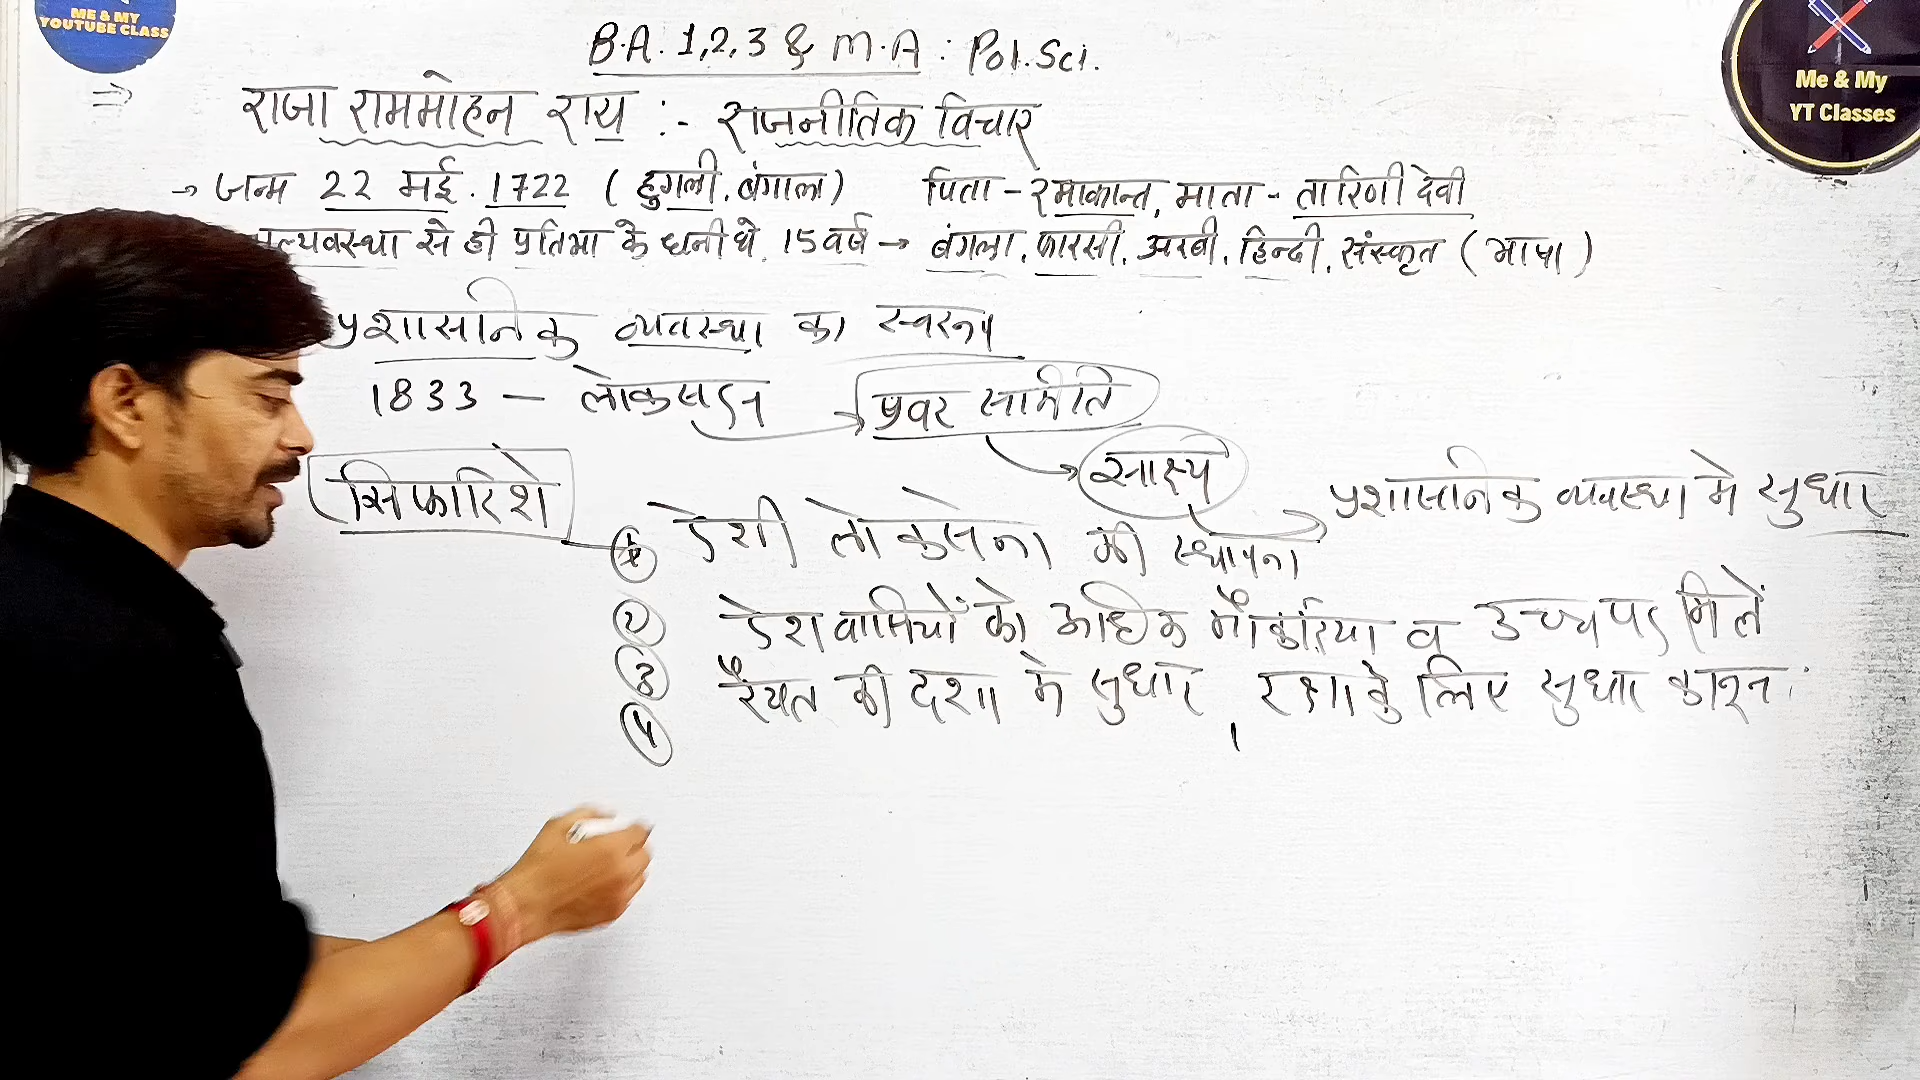 ME & MY
YOUTUBE CLASS
B.A. 1,2,3 & M.A : Pol.Sci.
Me & My
YT Classes
⇒ राजा राममोहन राय :- राजनीतिक विचार
→ जन्म 22 मई. 1722 (हुगली. बंगाल) पिता - रमाकान्त, माता - तारिणी देवी
ल्यवस्था से ही प्रतिभा के धनी थे. 15 वर्ष → बंगला, फारसी, अरबी, हिन्दी, संस्कृत (भाषा)
प्रशासनिक व्यवस्था का स्वरूप
1833 — लोकसदन → प्रवर समिति
→ साक्ष्य
→ प्रशासनिक व्यवस्था मे सुधार
सिफारिशे
① देशी लोकसेना की स्थापना
② देशवासियों को अधिक नौकरिया व उच्च पद मिलें
③ रैयत की दशा मे सुधार, रक्षा के लिए सुधार कानून.
④